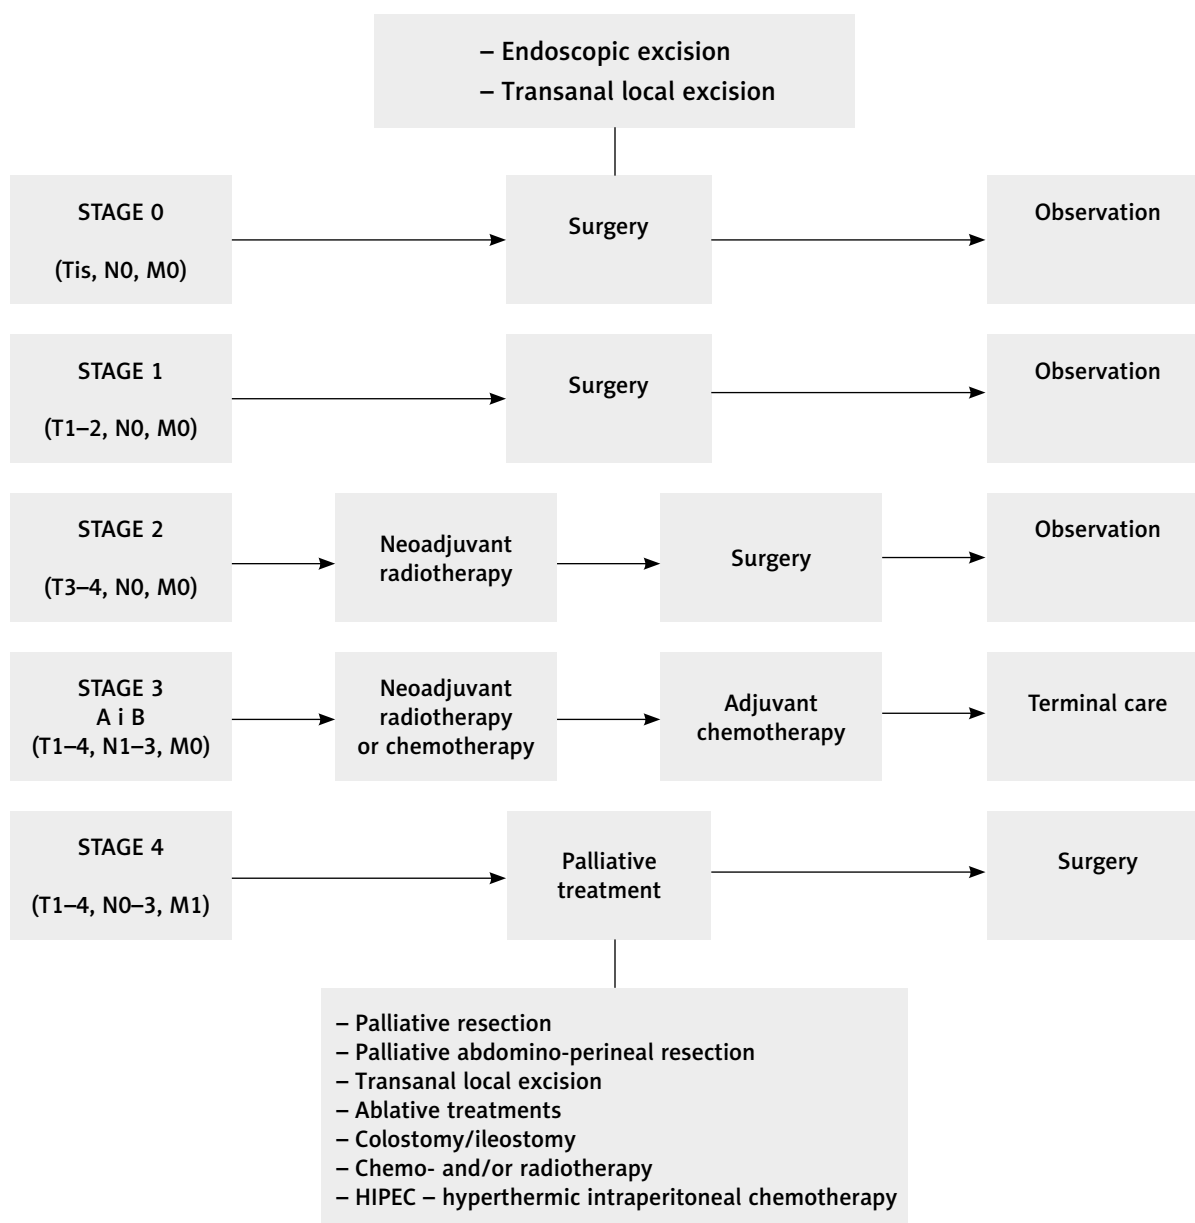 – Endoscopic excision
– Transanal local excision
STAGE 0
(Tis, N0, M0)
Surgery
Observation
STAGE 1
(T1–2, N0, M0)
Surgery
Observation
STAGE 2
(T3–4, N0, M0)
Neoadjuvant
radiotherapy
Surgery
Observation
STAGE 3
A i B
(T1–4, N1–3, M0)
Neoadjuvant
radiotherapy
or chemotherapy
Adjuvant
chemotherapy
Terminal care
STAGE 4
(T1–4, N0–3, M1)
Palliative
treatment
Surgery
– Palliative resection
– Palliative abdomino-perineal resection
– Transanal local excision
– Ablative treatments
– Colostomy/ileostomy
– Chemo- and/or radiotherapy
– HIPEC – hyperthermic intraperitoneal chemotherapy